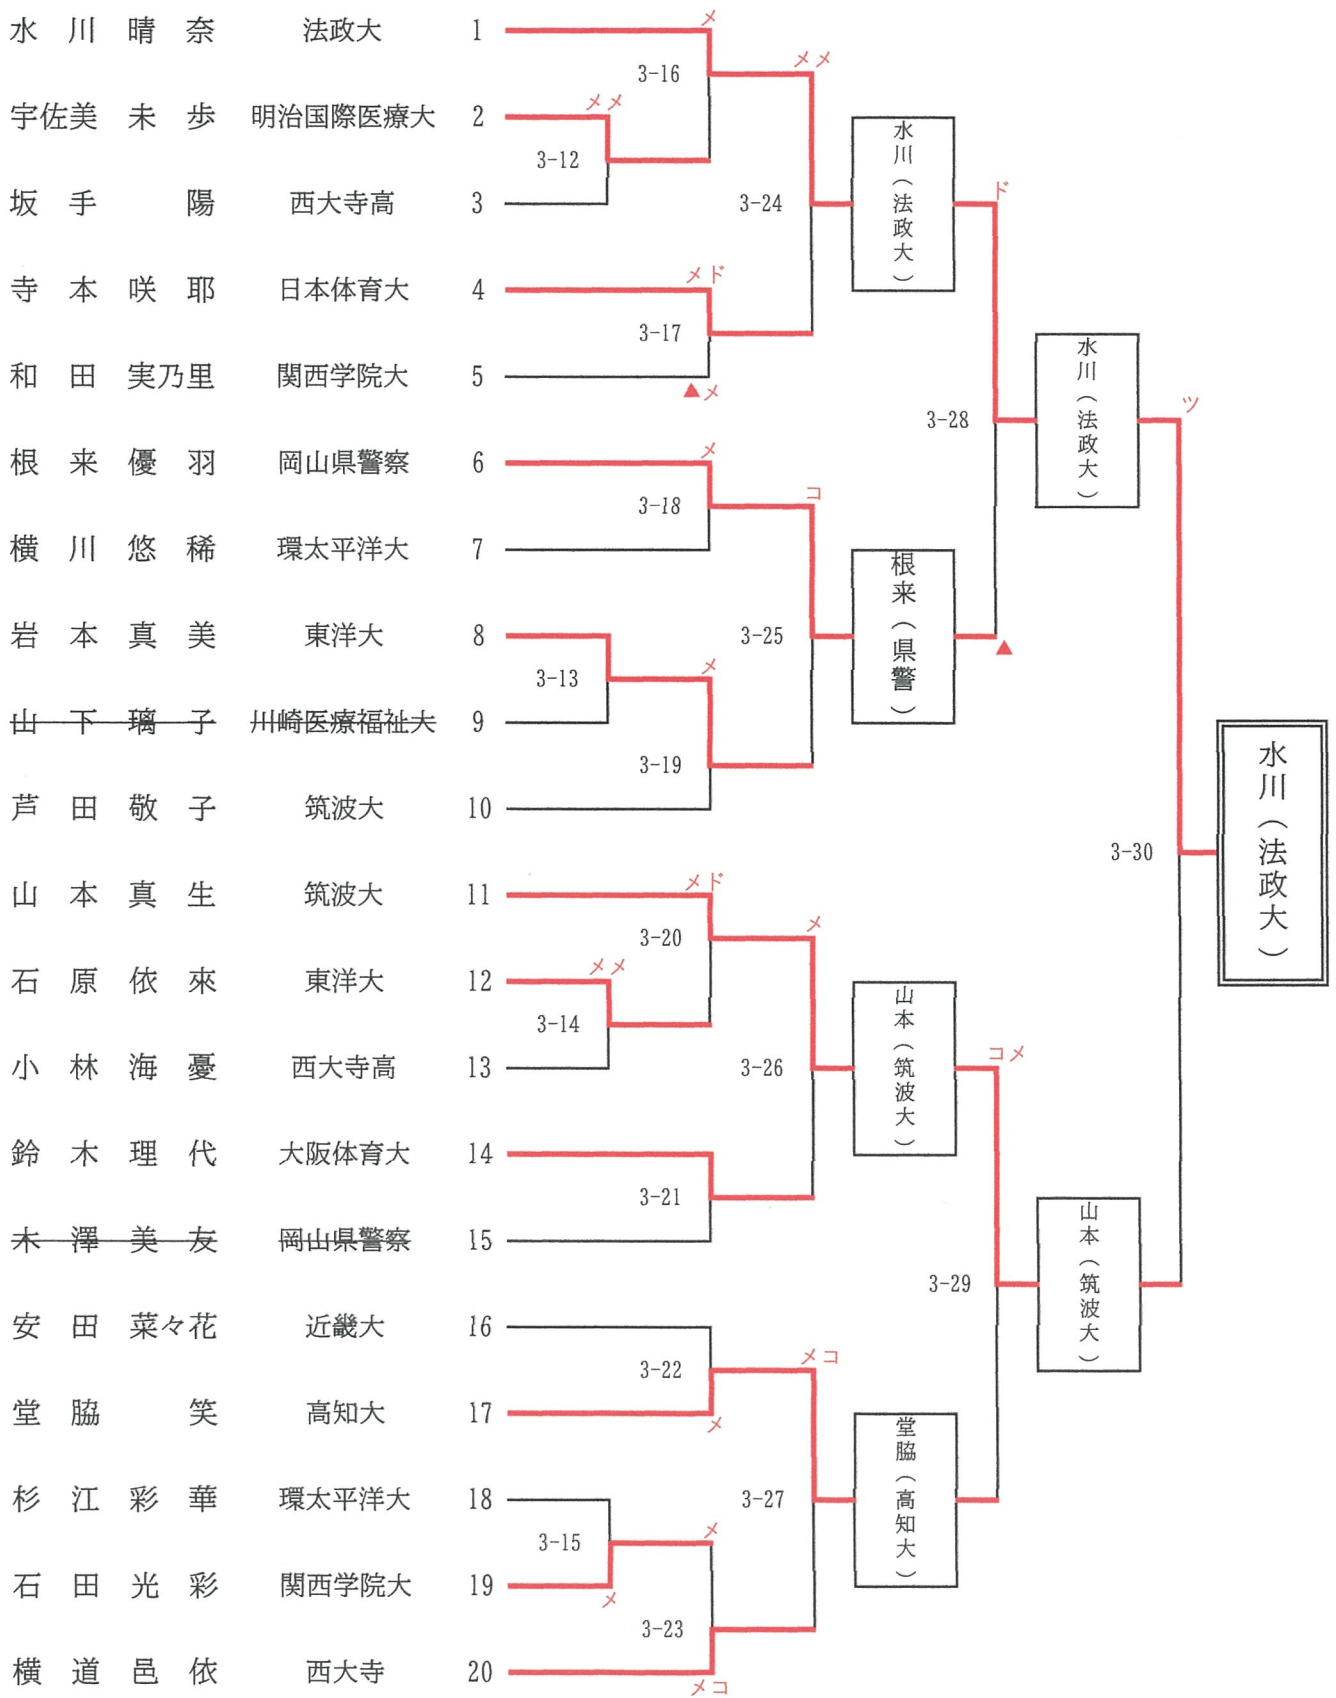 水川晴奈 法政大 1
メ
メメ
3-16
宇佐美未歩 明治国際医療大 2
メメ
水川（法政大）
3-12
坂手陽 西大寺高 3
3-24
ド
寺本咲耶 日本体育大 4
メド
3-17
水川（法政大）
和田実乃里 関西学院大 5
▲メ
3-28
ツ
根来優羽 岡山県警察 6
メ
コ
3-18
横川悠稀 環太平洋大 7
根来（県警）
岩本真美 東洋大 8
3-25
▲
3-13
メ
山下璃子 川崎医療福祉大 9
3-19
水川（法政大）
芦田敬子 筑波大 10
3-30
山本真生 筑波大 11
メド
メ
3-20
石原依來 東洋大 12
メメ
山本（筑波大）
3-14
コメ
小林海憂 西大寺高 13
3-26
鈴木理代 大阪体育大 14
3-21
山本（筑波大）
木澤美友 岡山県警察 15
3-29
安田菜々花 近畿大 16
メコ
3-22
堂脇笑 高知大 17
メ
堂脇（高知大）
杉江彩華 環太平洋大 18
3-27
メ
3-15
石田光彩 関西学院大 19
メ
3-23
横道邑依 西大寺 20
メコ